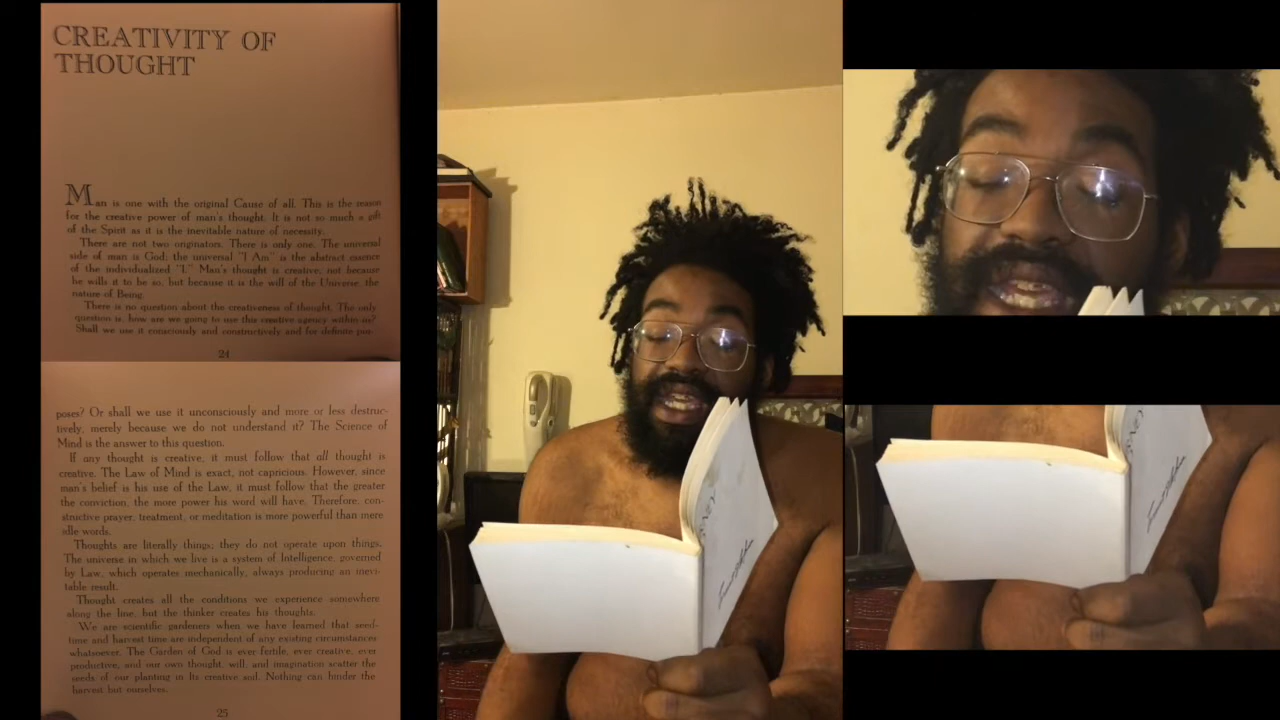 CREATIVITY OF
THOUGHT
Man is one with the original Cause of all. This is the reason
for the creative power of man's thought. It is not so much a gift
of the Spirit as it is the inevitable nature of necessity.
There are not two originators. There is only one. The universal
side of man is God; the universal "I Am" is the abstract essence
of the individualized "I." Man's thought is creative, not because
he wills it to be so, but because it is the will of the Universe, the
nature of Being.
There is no question about the creativeness of thought. The only
question is, how are we going to use this creative agency within us?
Shall we use it consciously and constructively and for definite pur-
24
poses? Or shall we use it unconsciously and more or less destruc-
tively, merely because we do not understand it? The Science of
Mind is the answer to this question.
If any thought is creative, it must follow that all thought is
creative. The Law of Mind is exact, not capricious. However, since
man's belief is his use of the Law, it must follow that the greater
the conviction, the more power his word will have. Therefore, con-
structive prayer, treatment, or meditation is more powerful than mere
idle words.
Thoughts are literally things; they do not operate upon things.
The universe in which we live is a system of Intelligence, governed
by Law, which operates mechanically, always producing an inevi-
table result.
Thought creates all the conditions we experience somewhere
along the line, but the thinker creates his thoughts.
We are scientific gardeners when we have learned that seed-
time and harvest time are independent of any existing circumstances
whatsoever. The Garden of God is ever fertile, ever creative, ever
productive, and our own thought, will, and imagination scatter the
seeds of our planting in Its creative soil. Nothing can hinder the
harvest but ourselves.
25